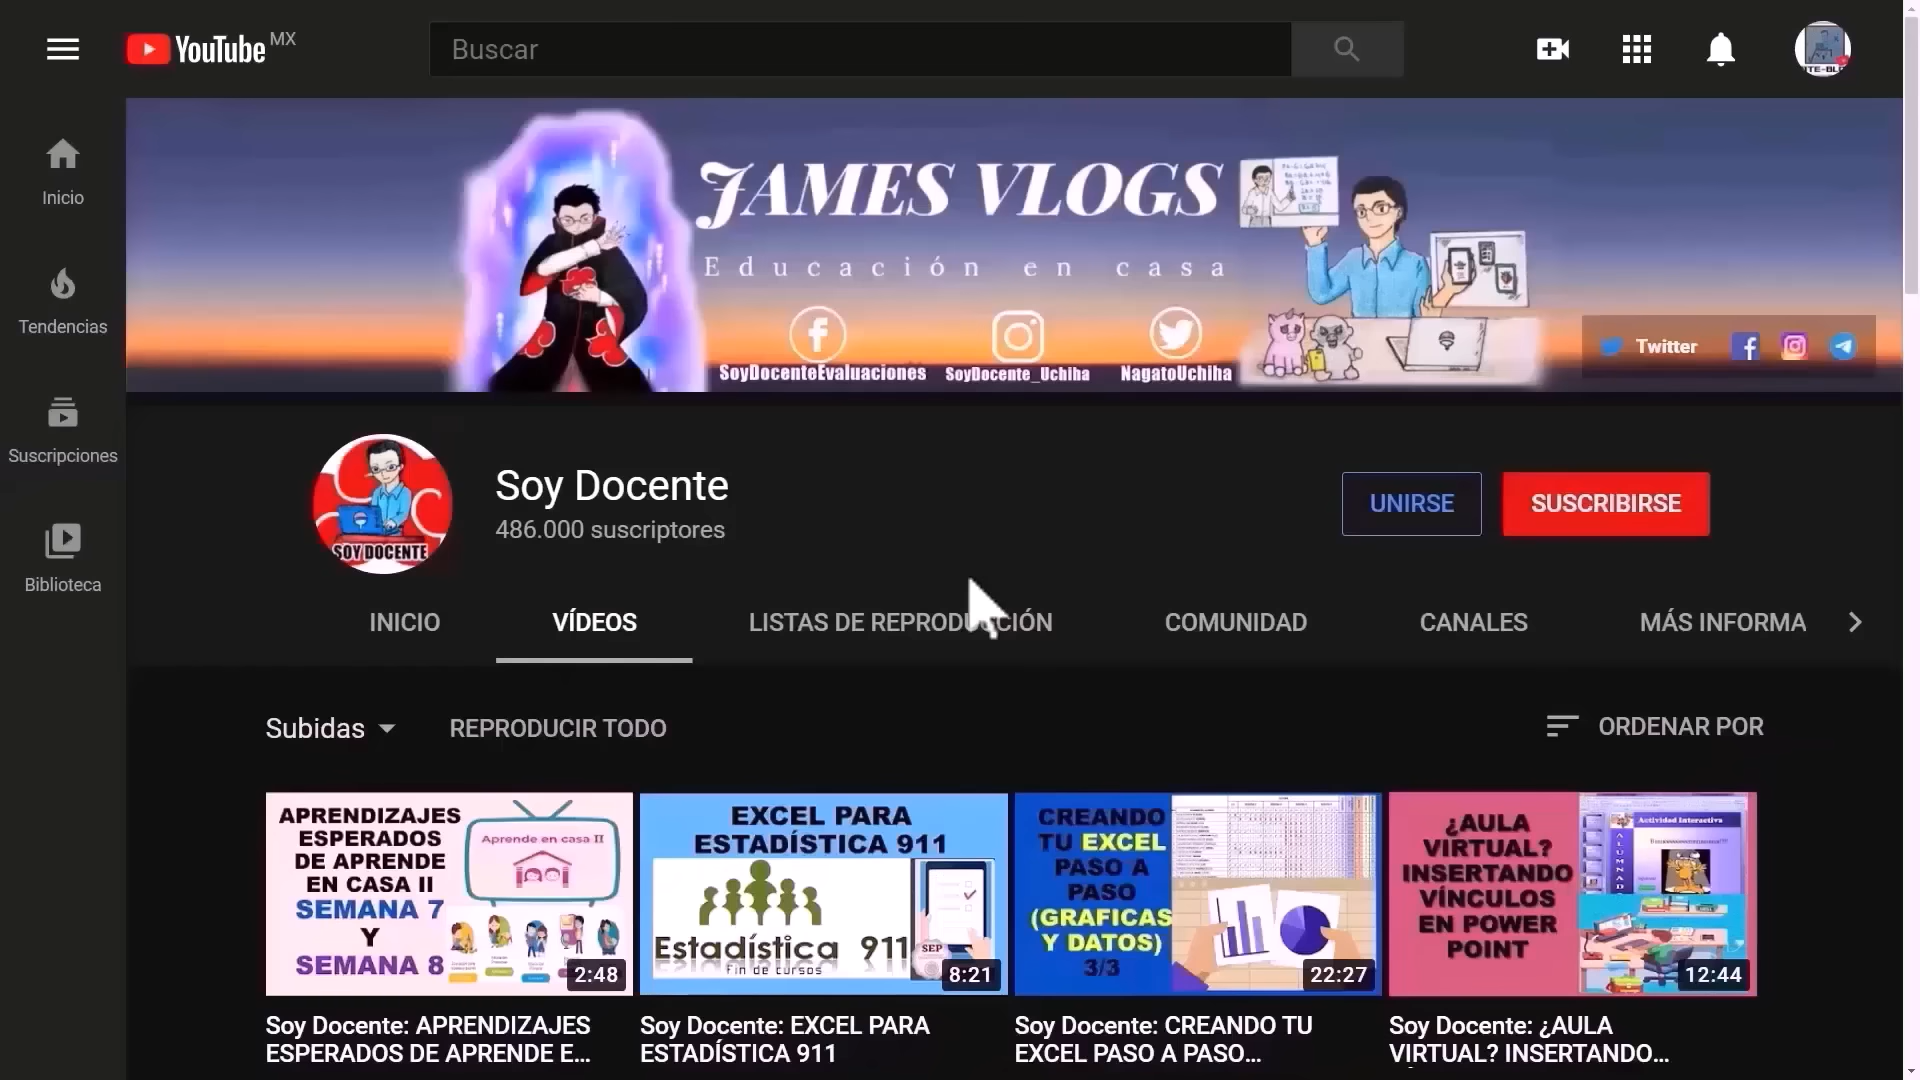 YouTube MX
Buscar
Inicio
Tendencias
Suscripciones
Biblioteca
JAMES VLOGS
Educación en casa
SoyDocenteEvaluaciones
SoyDocente_Uchiha
NagatoUchiha
Twitter
SOY DOCENTE
Soy Docente
486.000 suscriptores
UNIRSE
SUSCRIBIRSE
INICIO
VÍDEOS
LISTAS DE REPRODUCCIÓN
COMUNIDAD
CANALES
MÁS INFORMA
Subidas
REPRODUCIR TODO
ORDENAR POR
APRENDIZAJES
ESPERADOS
DE APRENDE
EN CASA II
SEMANA 7
Y
SEMANA 8
Aprende en casa II
2:48
EXCEL PARA
ESTADÍSTICA 911
Estadística 911
Fin de cursos
SEP
8:21
CREANDO
TU EXCEL
PASO A
PASO
(GRAFICAS
Y DATOS)
3/3
22:27
¿AULA
VIRTUAL?
INSERTANDO
VÍNCULOS
EN POWER
POINT
Actividad Interactiva
ALUMNAD
12:44
Soy Docente: APRENDIZAJES
ESPERADOS DE APRENDE E...
Soy Docente: EXCEL PARA
ESTADÍSTICA 911
Soy Docente: CREANDO TU
EXCEL PASO A PASO...
Soy Docente: ¿AULA
VIRTUAL? INSERTANDO...